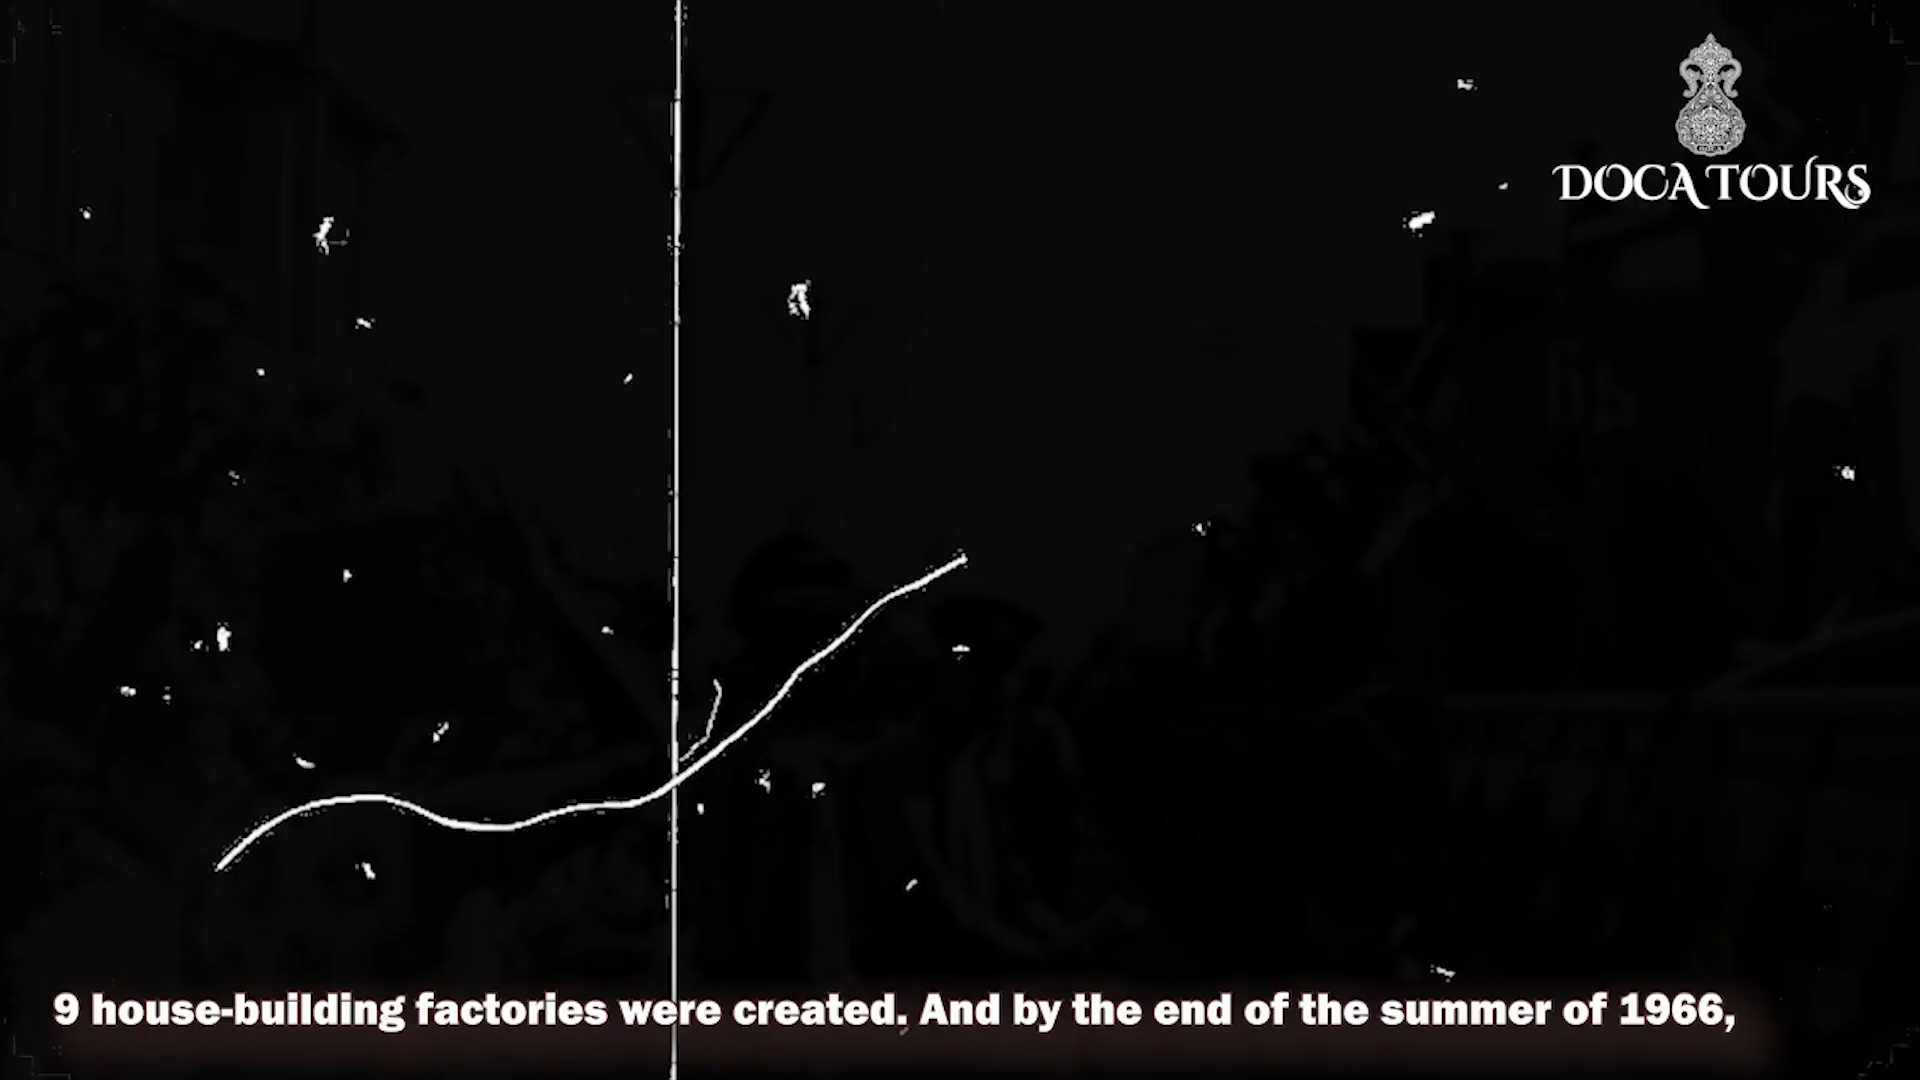 DOCA TOURS
9 house-building factories were created. And by the end of the summer of 1966,